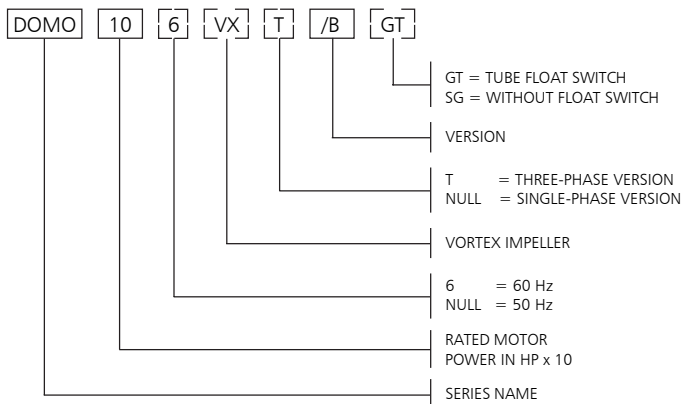 DOMO 10 6 VX T /B GT
GT = TUBE FLOAT SWITCH
SG = WITHOUT FLOAT SWITCH
VERSION
T = THREE-PHASE VERSION
NULL = SINGLE-PHASE VERSION
VORTEX IMPELLER
6 = 60 Hz
NULL = 50 Hz
RATED MOTOR
POWER IN HP x 10
SERIES NAME